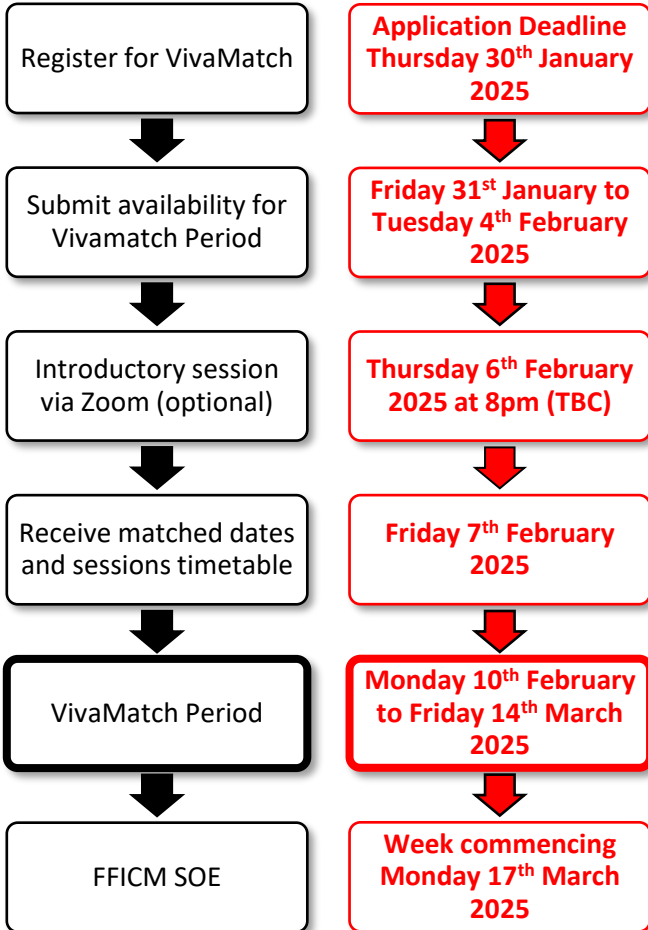 Register for VivaMatch
Application Deadline
Thursday 30th January
2025
Submit availability for
Vivamatch Period
Friday 31st January to
Tuesday 4th February
2025
Introductory session
via Zoom (optional)
Thursday 6th February
2025 at 8pm (TBC)
Receive matched dates
and sessions timetable
Friday 7th February
2025
VivaMatch Period
Monday 10th February
to Friday 14th March
2025
FFICM SOE
Week commencing
Monday 17th March
2025